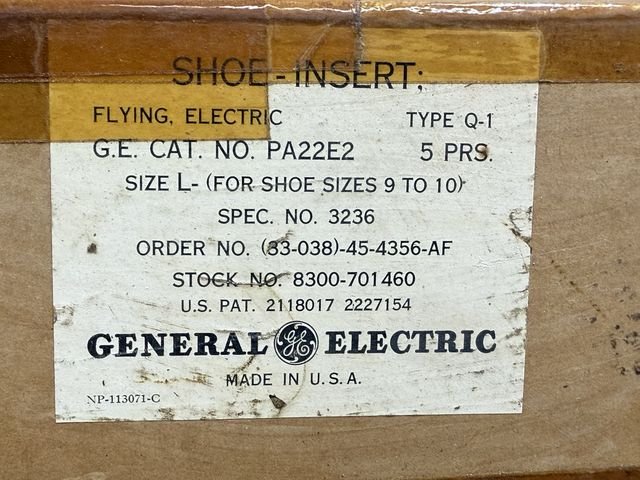 SHOE-INSERT;
FLYING, ELECTRIC TYPE Q-1
G.E. CAT. NO. PA22E2 5 PRS.
SIZE L- (FOR SHOE SIZES 9 TO 10)
SPEC. NO. 3236
ORDER NO. (33-038)-45-4356-AF
STOCK NO. 8300-701460
U.S. PAT. 2118017 2227154
GENERAL GE ELECTRIC
MADE IN U.S.A.
NP-113071-C